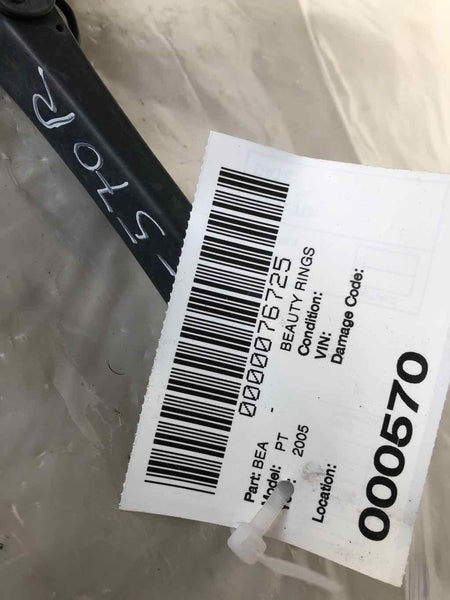 570R
0000076725
Part: BEA - BEAUTY RINGS
Model: PT Condition:
2005 VIN:
Damage Code:
Location:
000570